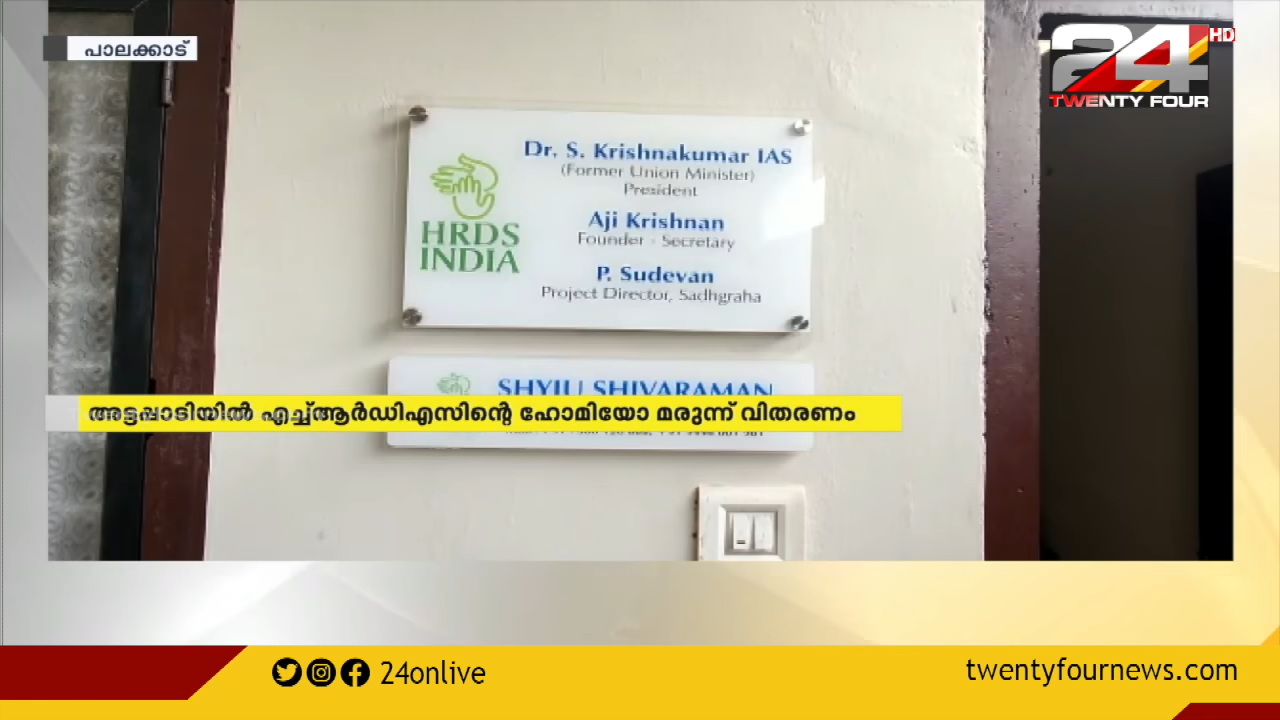 പാലക്കാട്
24
HD
TWENTY FOUR
Dr. S. Krishnakumar IAS
(Former Union Minister)
President
HRDS
INDIA
Aji Krishnan
Founder - Secretary
P. Sudevan
Project Director, Sadhgraha
SHYJU SHIVARAMAN
അട്ടപ്പാടിയിൽ എച്ച്ആർഡിഎസിന്റെ ഹോമിയോ മരുന്ന് വിതരണം
24onlive
twentyfournews.com